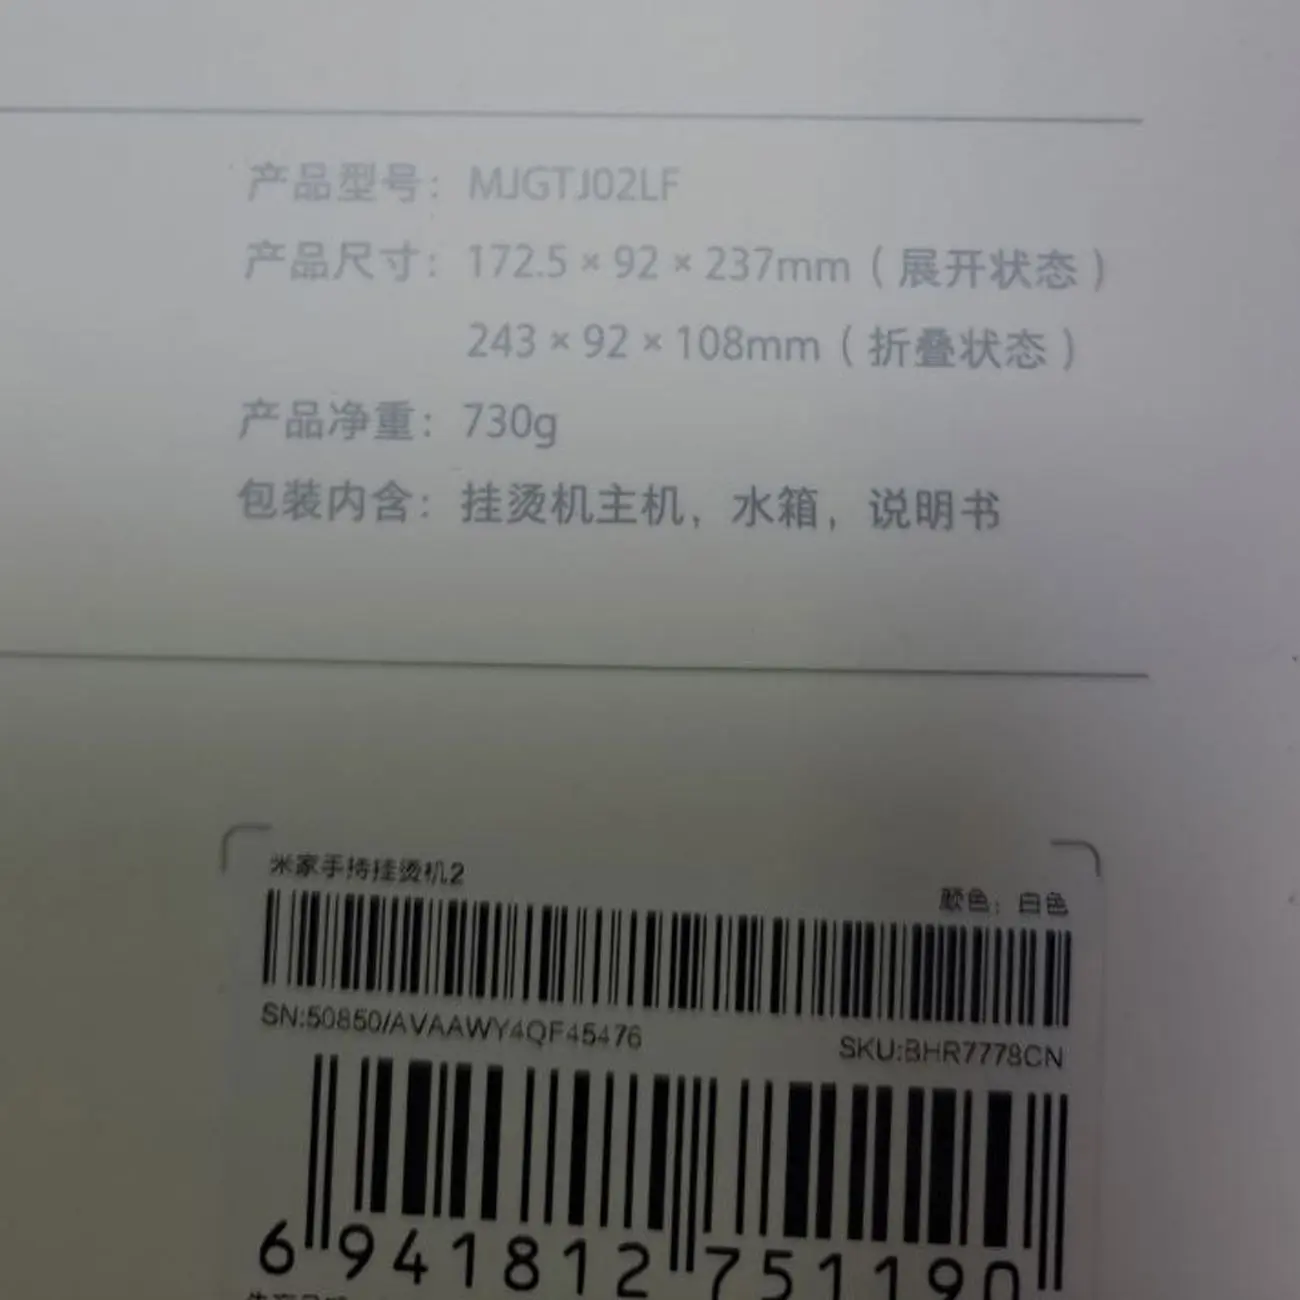 产品型号：MJGTJ02LF
产品尺寸：172.5 × 92 × 237mm（展开状态）
243 × 92 × 108mm（折叠状态）
产品净重：730g
包装内含：挂烫机主机，水箱，说明书
米家手持挂烫机2
颜色：白色
SN:50850/AVAAWY4QF45476
SKU:BHR7778CN
6 941812 751190